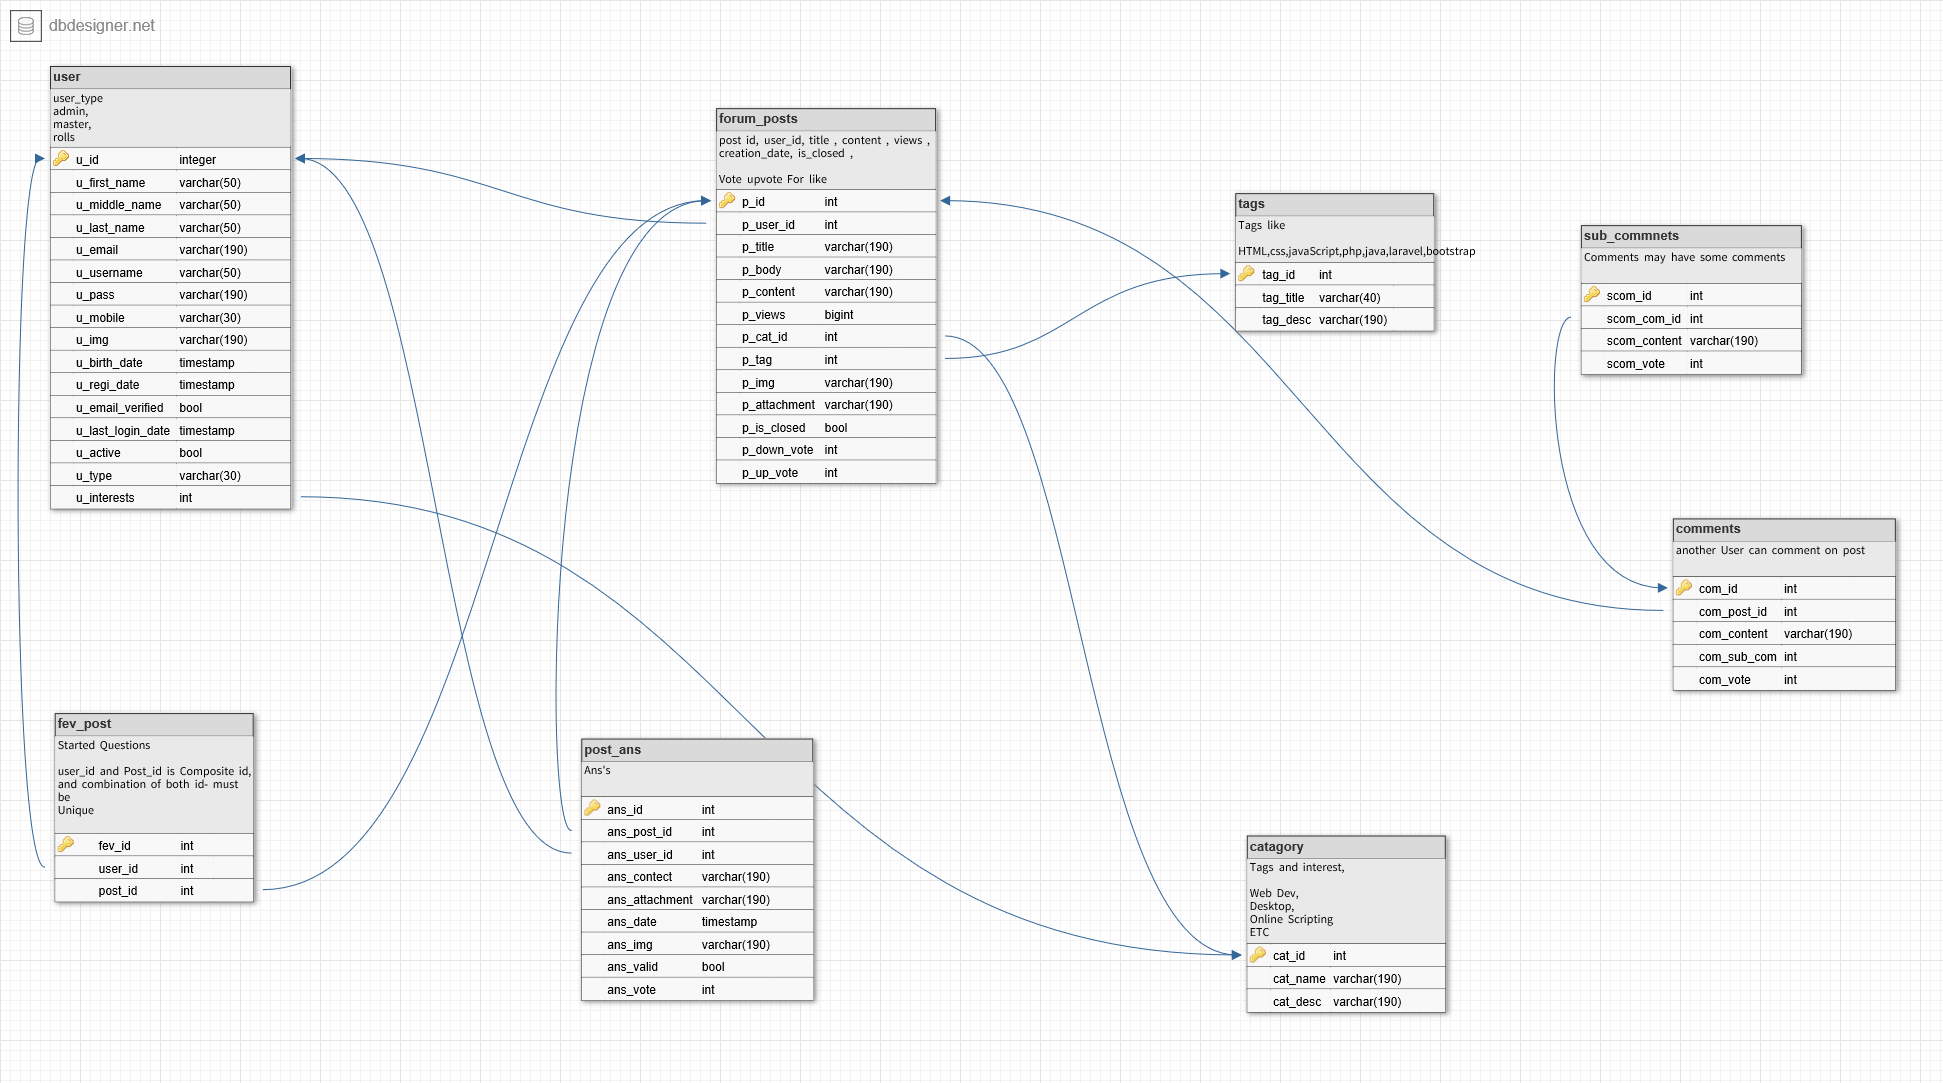 dbdesigner.net
user
user_type
admin,
master,
rolls
u_id integer
u_first_name varchar(50)
u_middle_name varchar(50)
u_last_name varchar(50)
u_email varchar(190)
u_username varchar(50)
u_pass varchar(190)
u_mobile varchar(30)
u_img varchar(190)
u_birth_date timestamp
u_regi_date timestamp
u_email_verified bool
u_last_login_date timestamp
u_active bool
u_type varchar(30)
u_interests int
forum_posts
post id, user_id, title , content , views ,
creation_date, is_closed ,
Vote upvote For like
p_id int
p_user_id int
p_title varchar(190)
p_body varchar(190)
p_content varchar(190)
p_views bigint
p_cat_id int
p_tag int
p_img varchar(190)
p_attachment varchar(190)
p_is_closed bool
p_down_vote int
p_up_vote int
tags
Tags like
HTML,css,javaScript,php,java,laravel,bootstrap
tag_id int
tag_title varchar(40)
tag_desc varchar(190)
sub_commnets
Comments may have some comments
scom_id int
scom_com_id int
scom_content varchar(190)
scom_vote int
comments
another User can comment on post
com_id int
com_post_id int
com_content varchar(190)
com_sub_com int
com_vote int
fev_post
Started Questions
user_id and Post_id is Composite id,
and combination of both id- must
be
Unique
fev_id int
user_id int
post_id int
post_ans
Ans's
ans_id int
ans_post_id int
ans_user_id int
ans_contect varchar(190)
ans_attachment varchar(190)
ans_date timestamp
ans_img varchar(190)
ans_valid bool
ans_vote int
catagory
Tags and interest,
Web Dev,
Desktop,
Online Scripting
ETC
cat_id int
cat_name varchar(190)
cat_desc varchar(190)